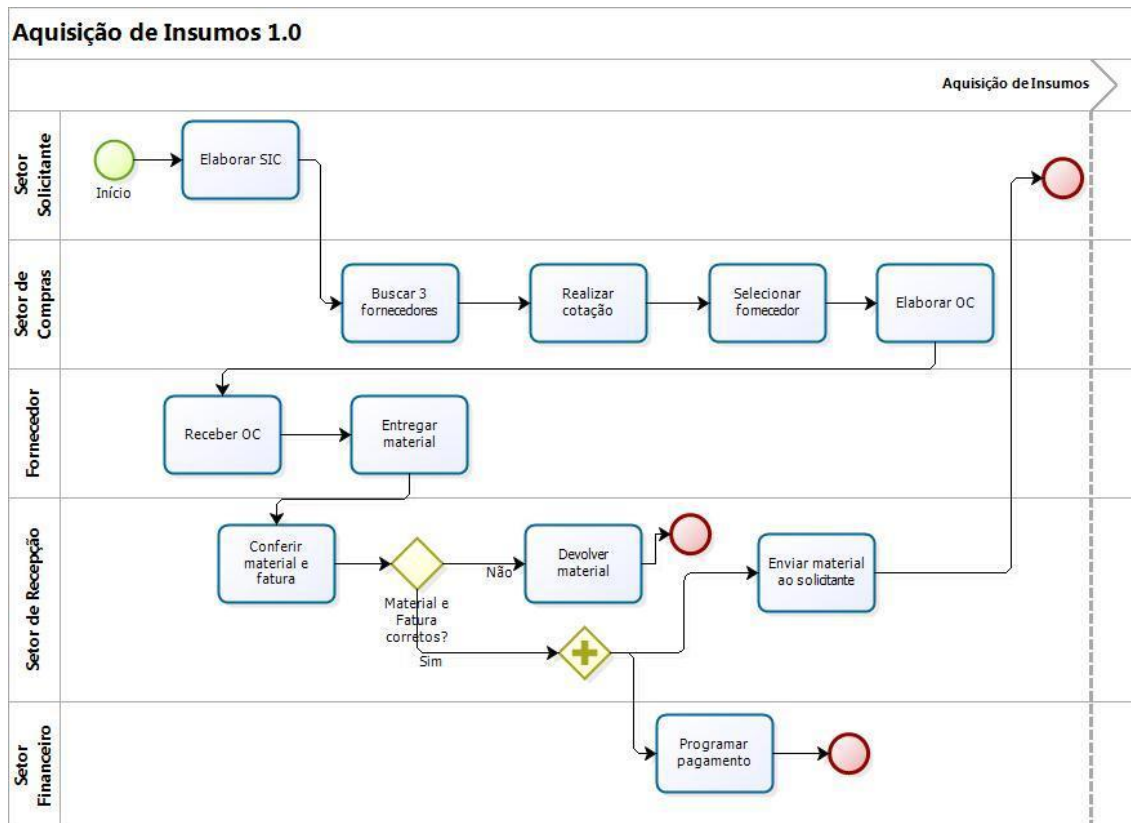 Aquisição de Insumos 1.0
Aquisição de Insumos
Setor
Solicitante
Início
Elaborar SIC
Setor de
Compras
Buscar 3
fornecedores
Realizar
cotação
Selecionar
fornecedor
Elaborar OC
Fornecedor
Receber OC
Entregar
material
Setor de Recepção
Conferir
material e
fatura
Material e
Fatura
corretos?
Não
Sim
Devolver
material
Enviar material
ao solicitante
Setor
Financeiro
Programar
pagamento